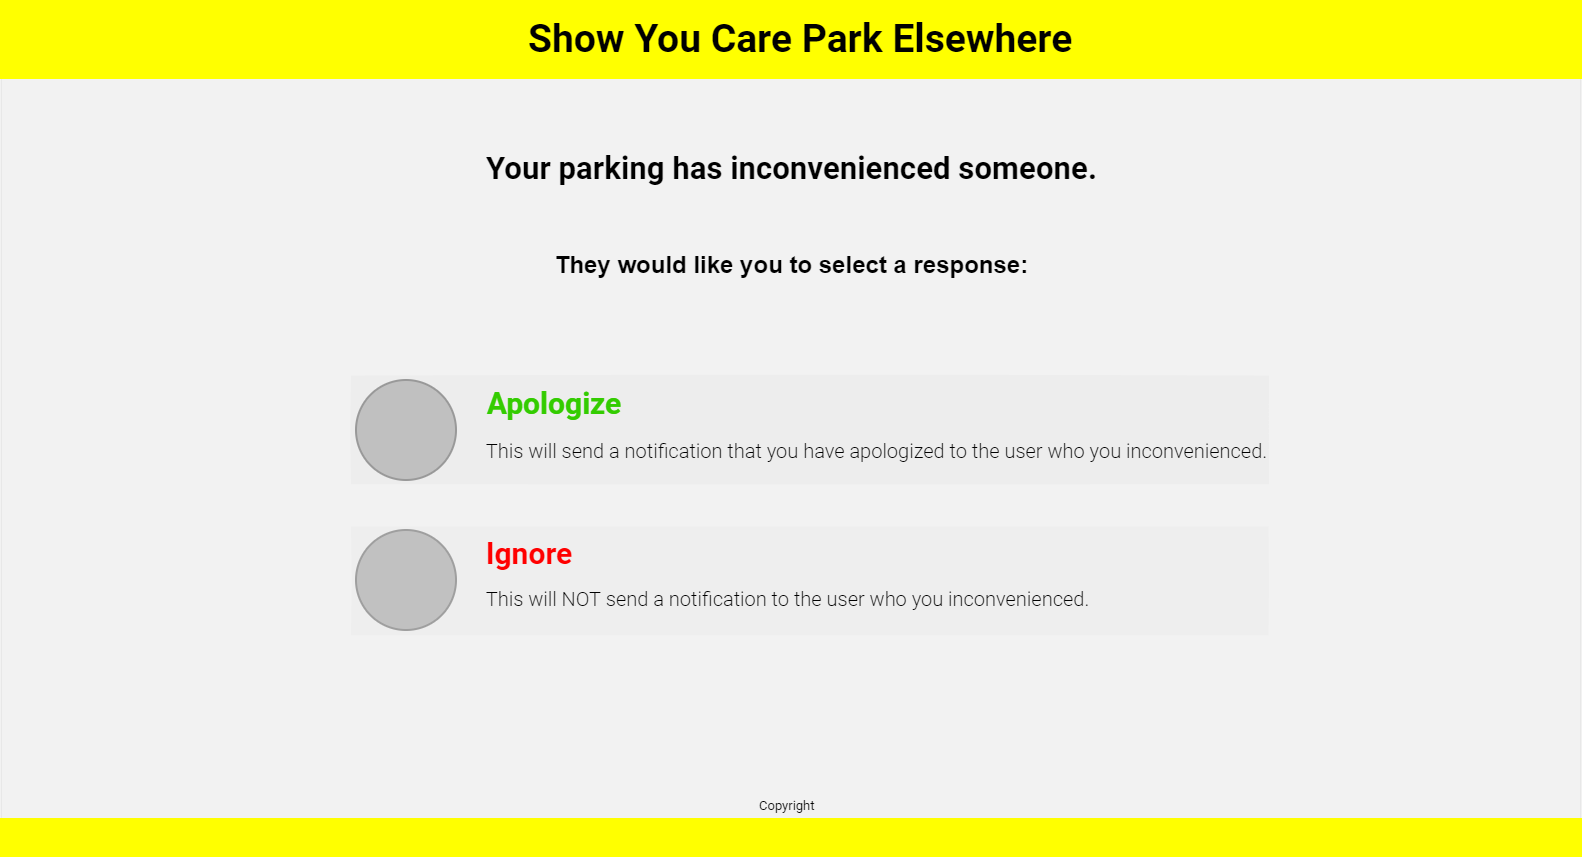 Show You Care Park Elsewhere
Your parking has inconvenienced someone.
They would like you to select a response:
Apologize
This will send a notification that you have apologized to the user who you inconvenienced.
Ignore
This will NOT send a notification to the user who you inconvenienced.
Copyright